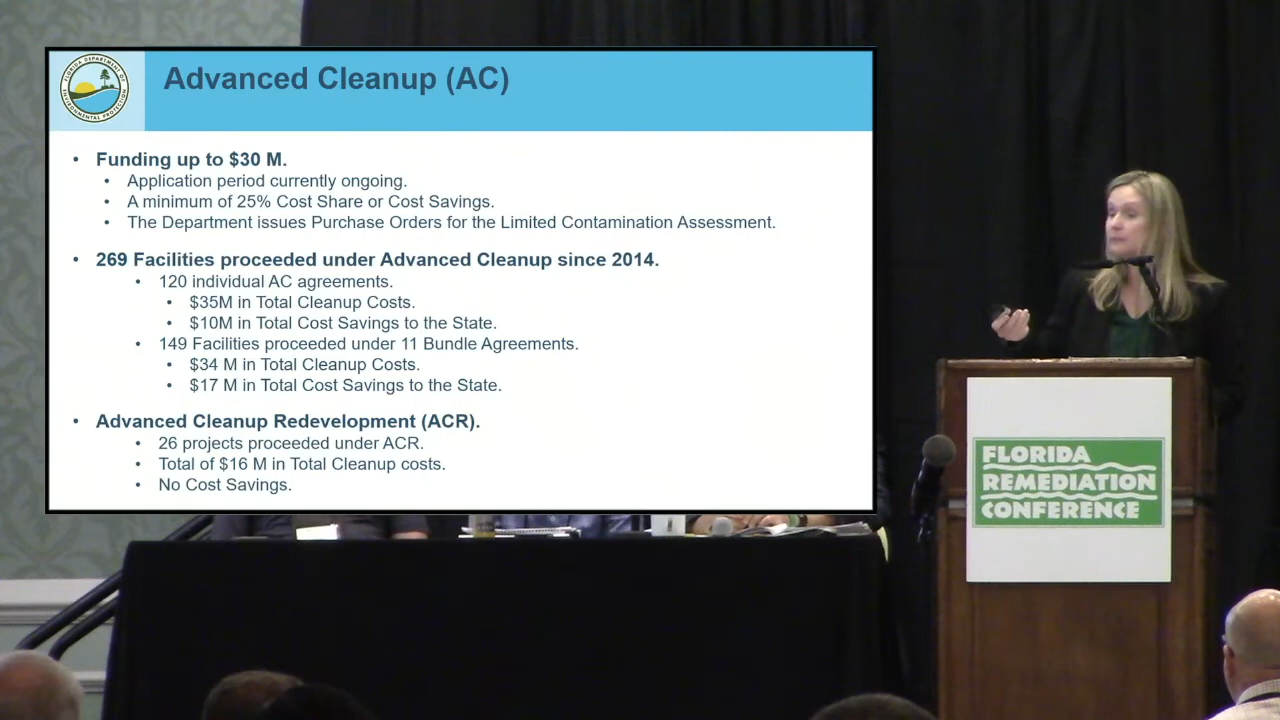 FLORIDA DEPARTMENT OF
ENVIRONMENTAL PROTECTION
Advanced Cleanup (AC)
• Funding up to $30 M.
• Application period currently ongoing.
• A minimum of 25% Cost Share or Cost Savings.
• The Department issues Purchase Orders for the Limited Contamination Assessment.
• 269 Facilities proceeded under Advanced Cleanup since 2014.
• 120 individual AC agreements.
• $35M in Total Cleanup Costs.
• $10M in Total Cost Savings to the State.
• 149 Facilities proceeded under 11 Bundle Agreements.
• $34 M in Total Cleanup Costs.
• $17 M in Total Cost Savings to the State.
• Advanced Cleanup Redevelopment (ACR).
• 26 projects proceeded under ACR.
• Total of $16 M in Total Cleanup costs.
• No Cost Savings.
FLORIDA
REMEDIATION
CONFERENCE